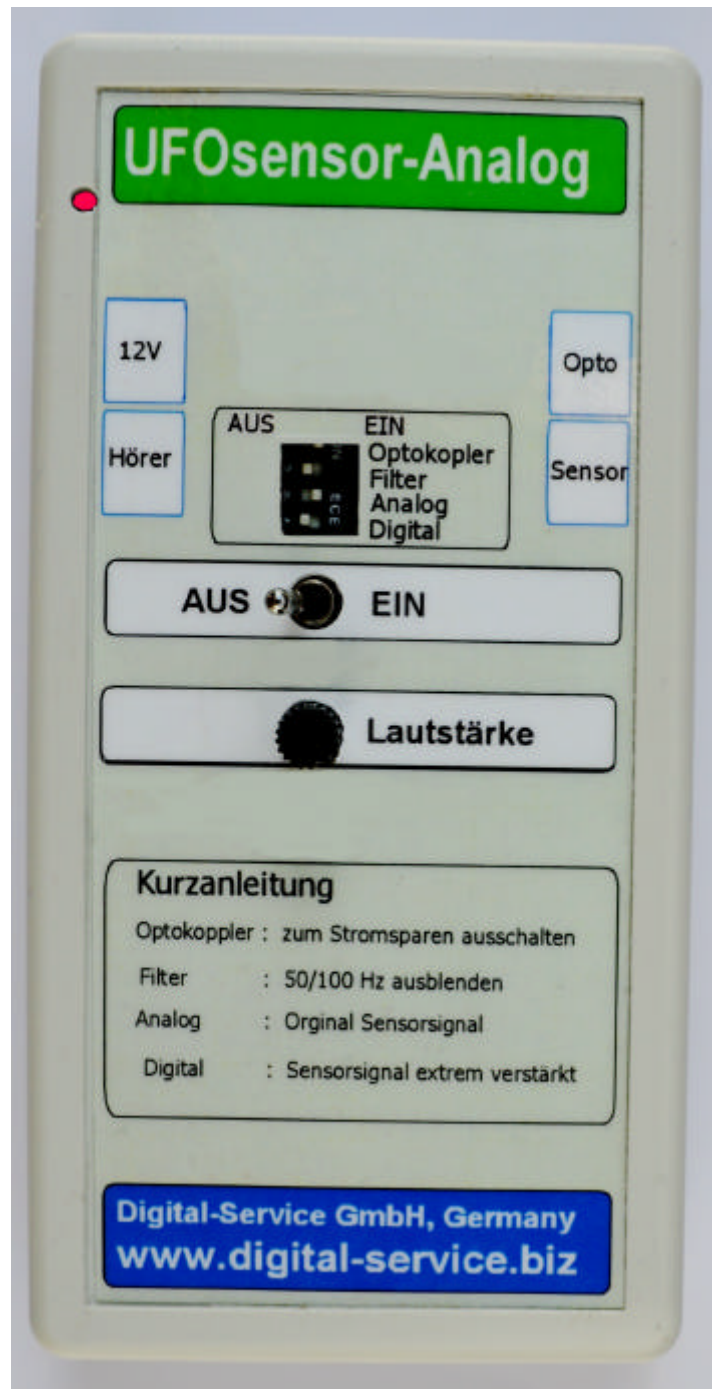 UFOsensor-Analog
12V
Opto
Hörer
Sensor
AUS EIN
Optokopler
Filter
Analog
Digital
AUS EIN
Lautstärke
Kurzanleitung
Optokoppler : zum Stromsparen ausschalten
Filter : 50/100 Hz ausblenden
Analog : Orginal Sensorsignal
Digital : Sensorsignal extrem verstärkt
Digital-Service GmbH, Germany
www.digital-service.biz